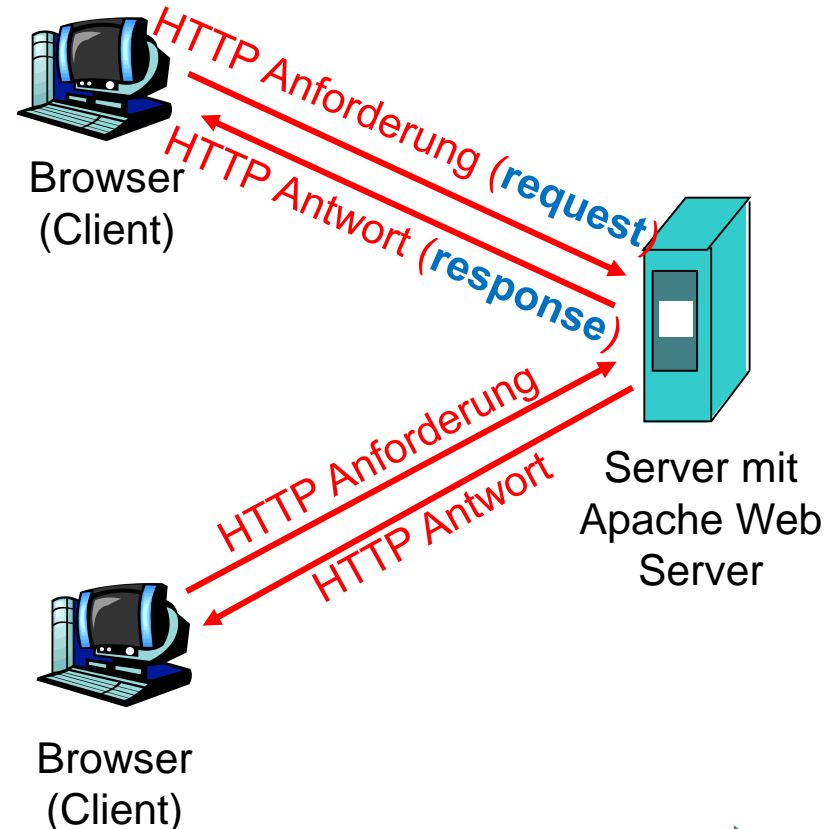 HTTP Anforderung (request)
HTTP Antwort (response)
Browser
(Client)
HTTP Anforderung
HTTP Antwort
Server mit
Apache Web
Server
Browser
(Client)